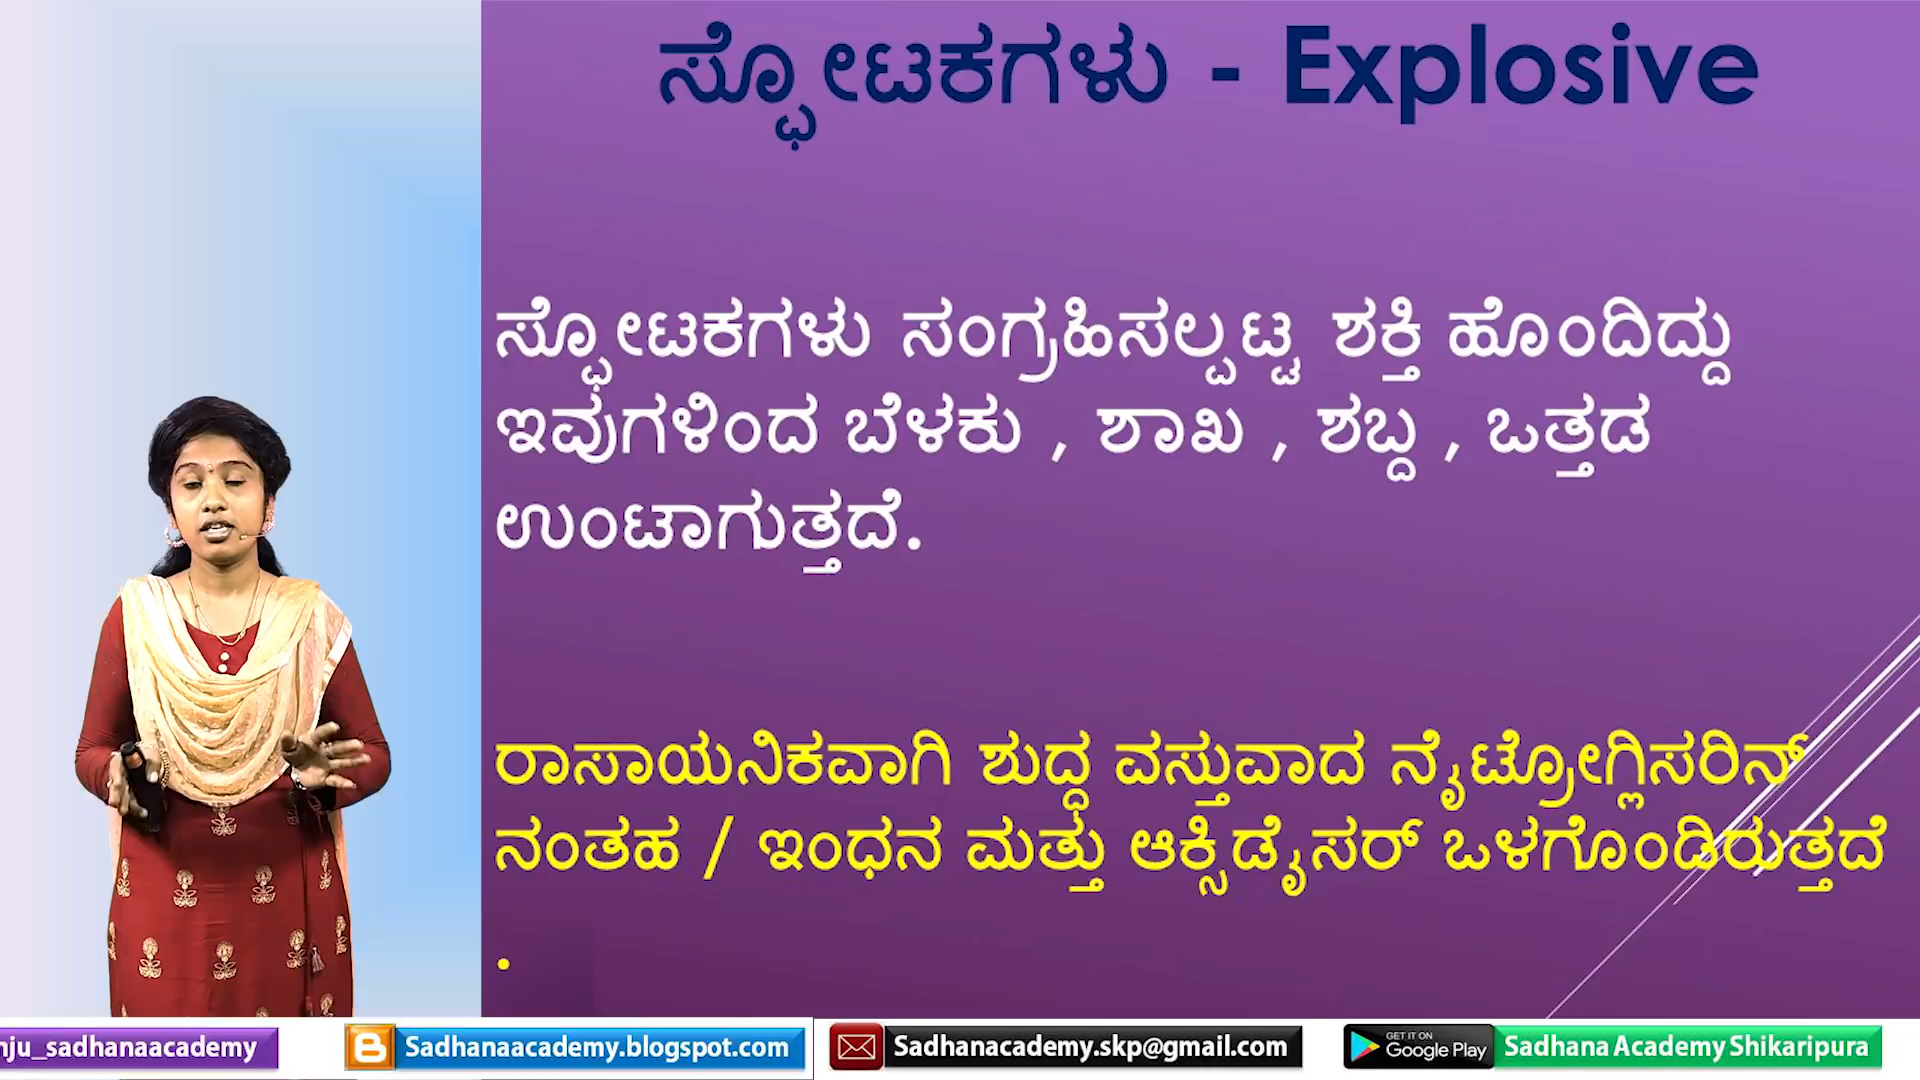 ಸ್ಫೋಟಕಗಳು - Explosive
ಸ್ಫೋಟಕಗಳು ಸಂಗ್ರಹಿಸಲ್ಪಟ್ಟ ಶಕ್ತಿ ಹೊಂದಿದ್ದು
ಇವುಗಳಿಂದ ಬೆಳಕು , ಶಾಖ , ಶಬ್ದ , ಒತ್ತಡ
ಉಂಟಾಗುತ್ತದೆ.
ರಾಸಾಯನಿಕವಾಗಿ ಶುದ್ಧ ವಸ್ತುವಾದ ನೈಟ್ರೋಗ್ಲಿಸರಿನ್
ನಂತಹ / ಇಂಧನ ಮತ್ತು ಆಕ್ಸಿಡೈಸರ್ ಒಳಗೊಂಡಿರುತ್ತದೆ
.
nju_sadhanaacademy
Sadhanaacademy.blogspot.com
Sadhanacademy.skp@gmail.com
GET IT ON
Google Play
Sadhana Academy Shikaripura